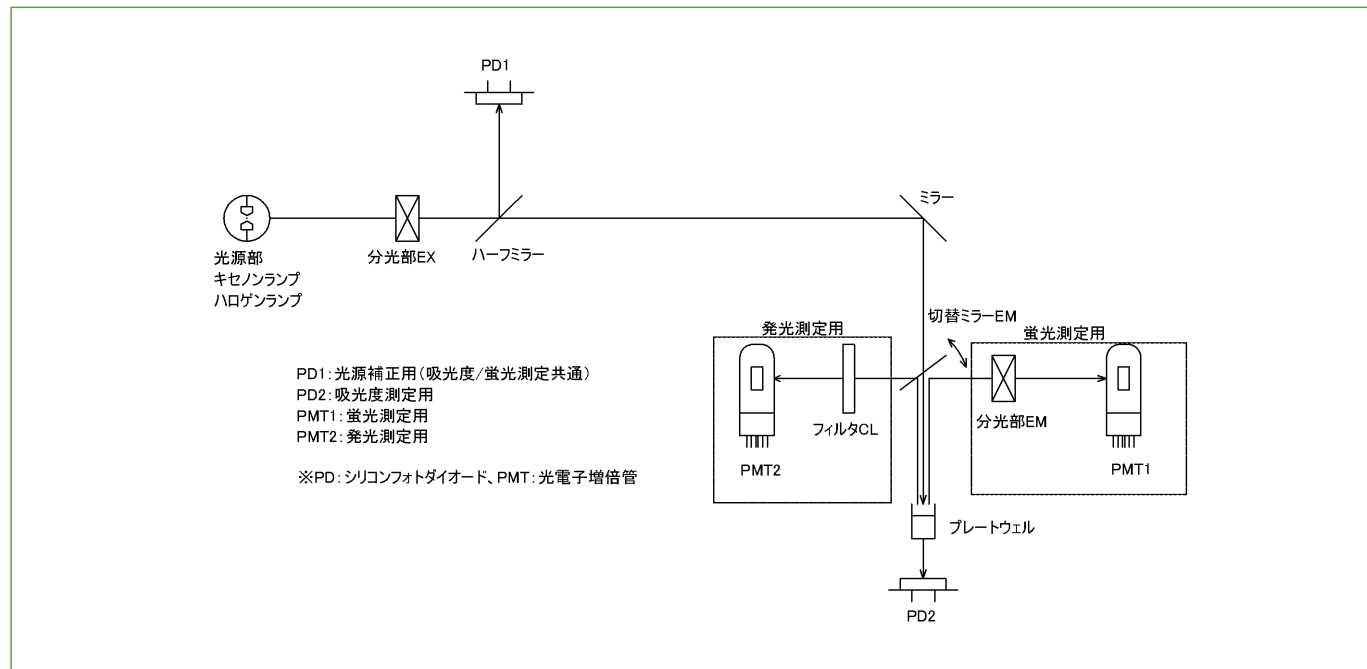 PD1
ミラー
光源部
キセノンランプ
ハロゲンランプ
分光部EX
ハーフミラー
切替ミラーEM
発光測定用
蛍光測定用
PD1:光源補正用(吸光度/蛍光測定共通)
PD2:吸光度測定用
PMT1:蛍光測定用
PMT2:発光測定用
※PD:シリコンフォトダイオード、PMT:光電子増倍管
フィルタCL
分光部EM
PMT2
PMT1
プレートウェル
PD2